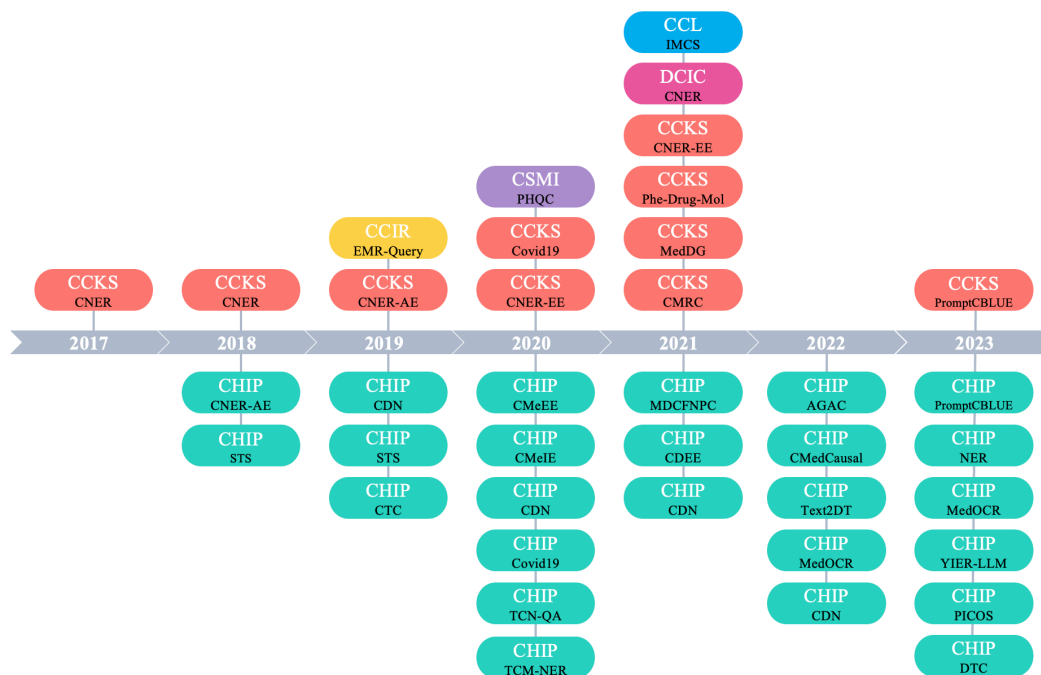 CCL
IMCS
DCIC
CNER
CCKS
CNER-EE
CSMI
PHQC
CCKS
Phe-Drug-Mol
CCIR
EMR-Query
CCKS
Covid19
CCKS
MedDG
CCKS
CNER
CCKS
CNER
CCKS
CNER-AE
CCKS
CNER-EE
CCKS
CMRC
CCKS
PromptCBLUE
2017
2018
2019
2020
2021
2022
2023
CHIP
CNER-AE
CHIP
CDN
CHIP
CMeEE
CHIP
MDCFNPC
CHIP
AGAC
CHIP
PromptCBLUE
CHIP
STS
CHIP
STS
CHIP
CMeIE
CHIP
CDEE
CHIP
CMedCausal
CHIP
NER
CHIP
CTC
CHIP
CDN
CHIP
CDN
CHIP
Text2DT
CHIP
MedOCR
CHIP
Covid19
CHIP
MedOCR
CHIP
YIER-LLM
CHIP
TCN-QA
CHIP
CDN
CHIP
PICOS
CHIP
TCM-NER
CHIP
DTC